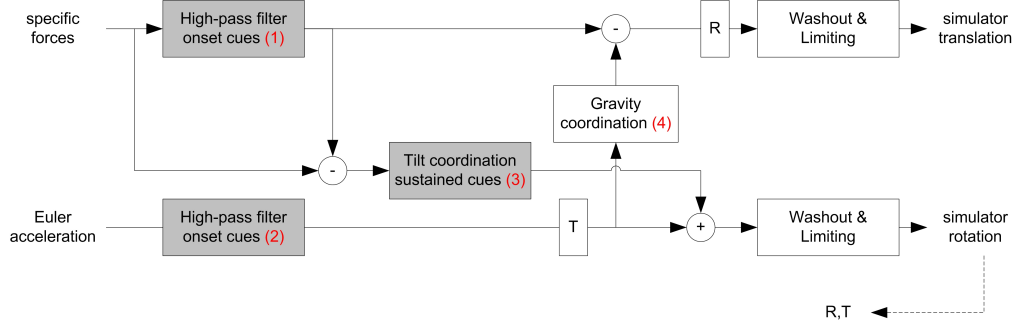 specific
forces
High-pass filter
onset cues (1)
-
R
Washout &
Limiting
simulator
translation
Gravity
coordination (4)
-
Tilt coordination
sustained cues (3)
Euler
acceleration
High-pass filter
onset cues (2)
T
+
Washout &
Limiting
simulator
rotation
R,T